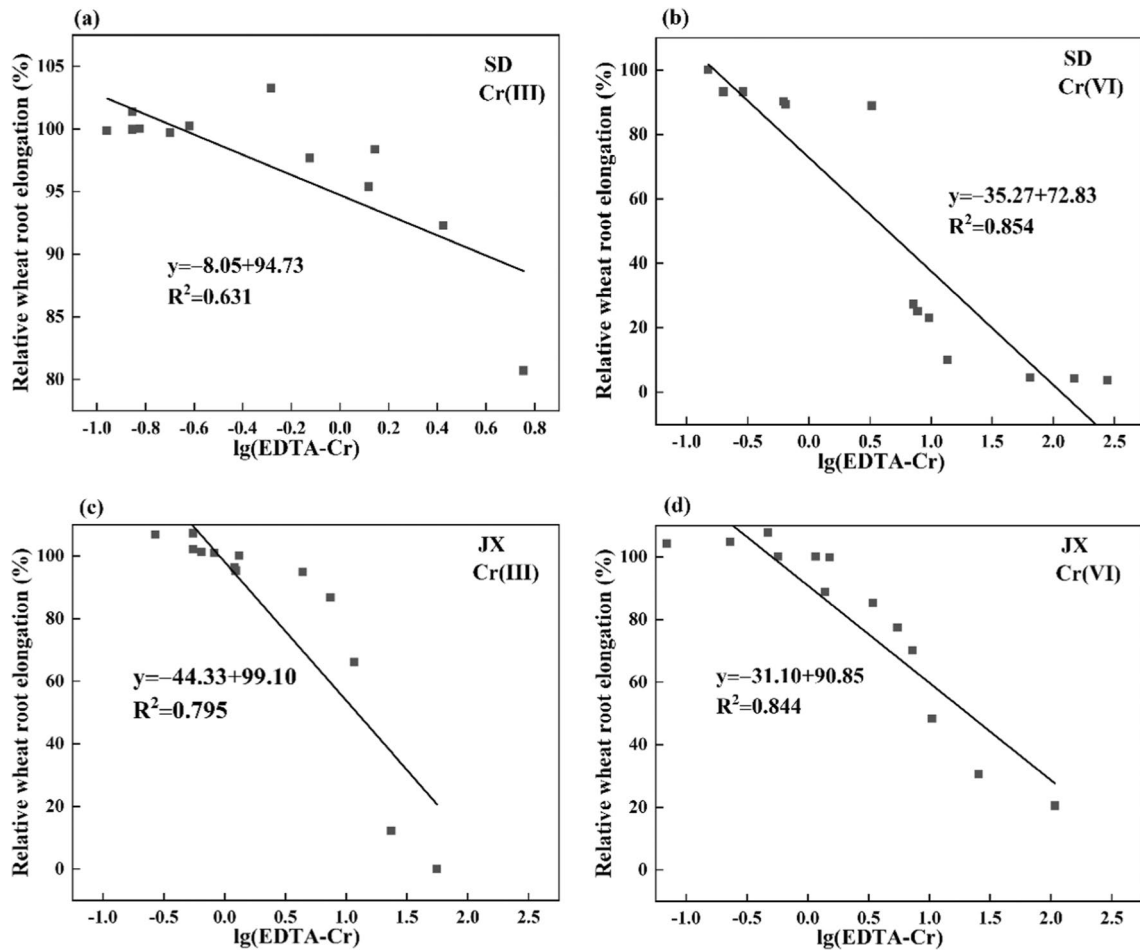 (a)
SD
Cr(III)
y=−8.05+94.73
R²=0.631
Relative wheat root elongation (%)
105
100
95
90
85
80
-1.0 -0.8 -0.6 -0.4 -0.2 0.0 0.2 0.4 0.6 0.8
lg(EDTA-Cr)
(b)
SD
Cr(VI)
y=−35.27+72.83
R²=0.854
Relative wheat root elongation (%)
100
80
60
40
20
0
-1.0 -0.5 0.0 0.5 1.0 1.5 2.0 2.5
lg(EDTA-Cr)
(c)
JX
Cr(III)
y=−44.33+99.10
R²=0.795
Relative wheat root elongation (%)
100
80
60
40
20
0
-1.0 -0.5 0.0 0.5 1.0 1.5 2.0 2.5
lg(EDTA-Cr)
(d)
JX
Cr(VI)
y=−31.10+90.85
R²=0.844
Relative wheat root elongation (%)
100
80
60
40
20
0
-1.0 -0.5 0.0 0.5 1.0 1.5 2.0 2.5
lg(EDTA-Cr)